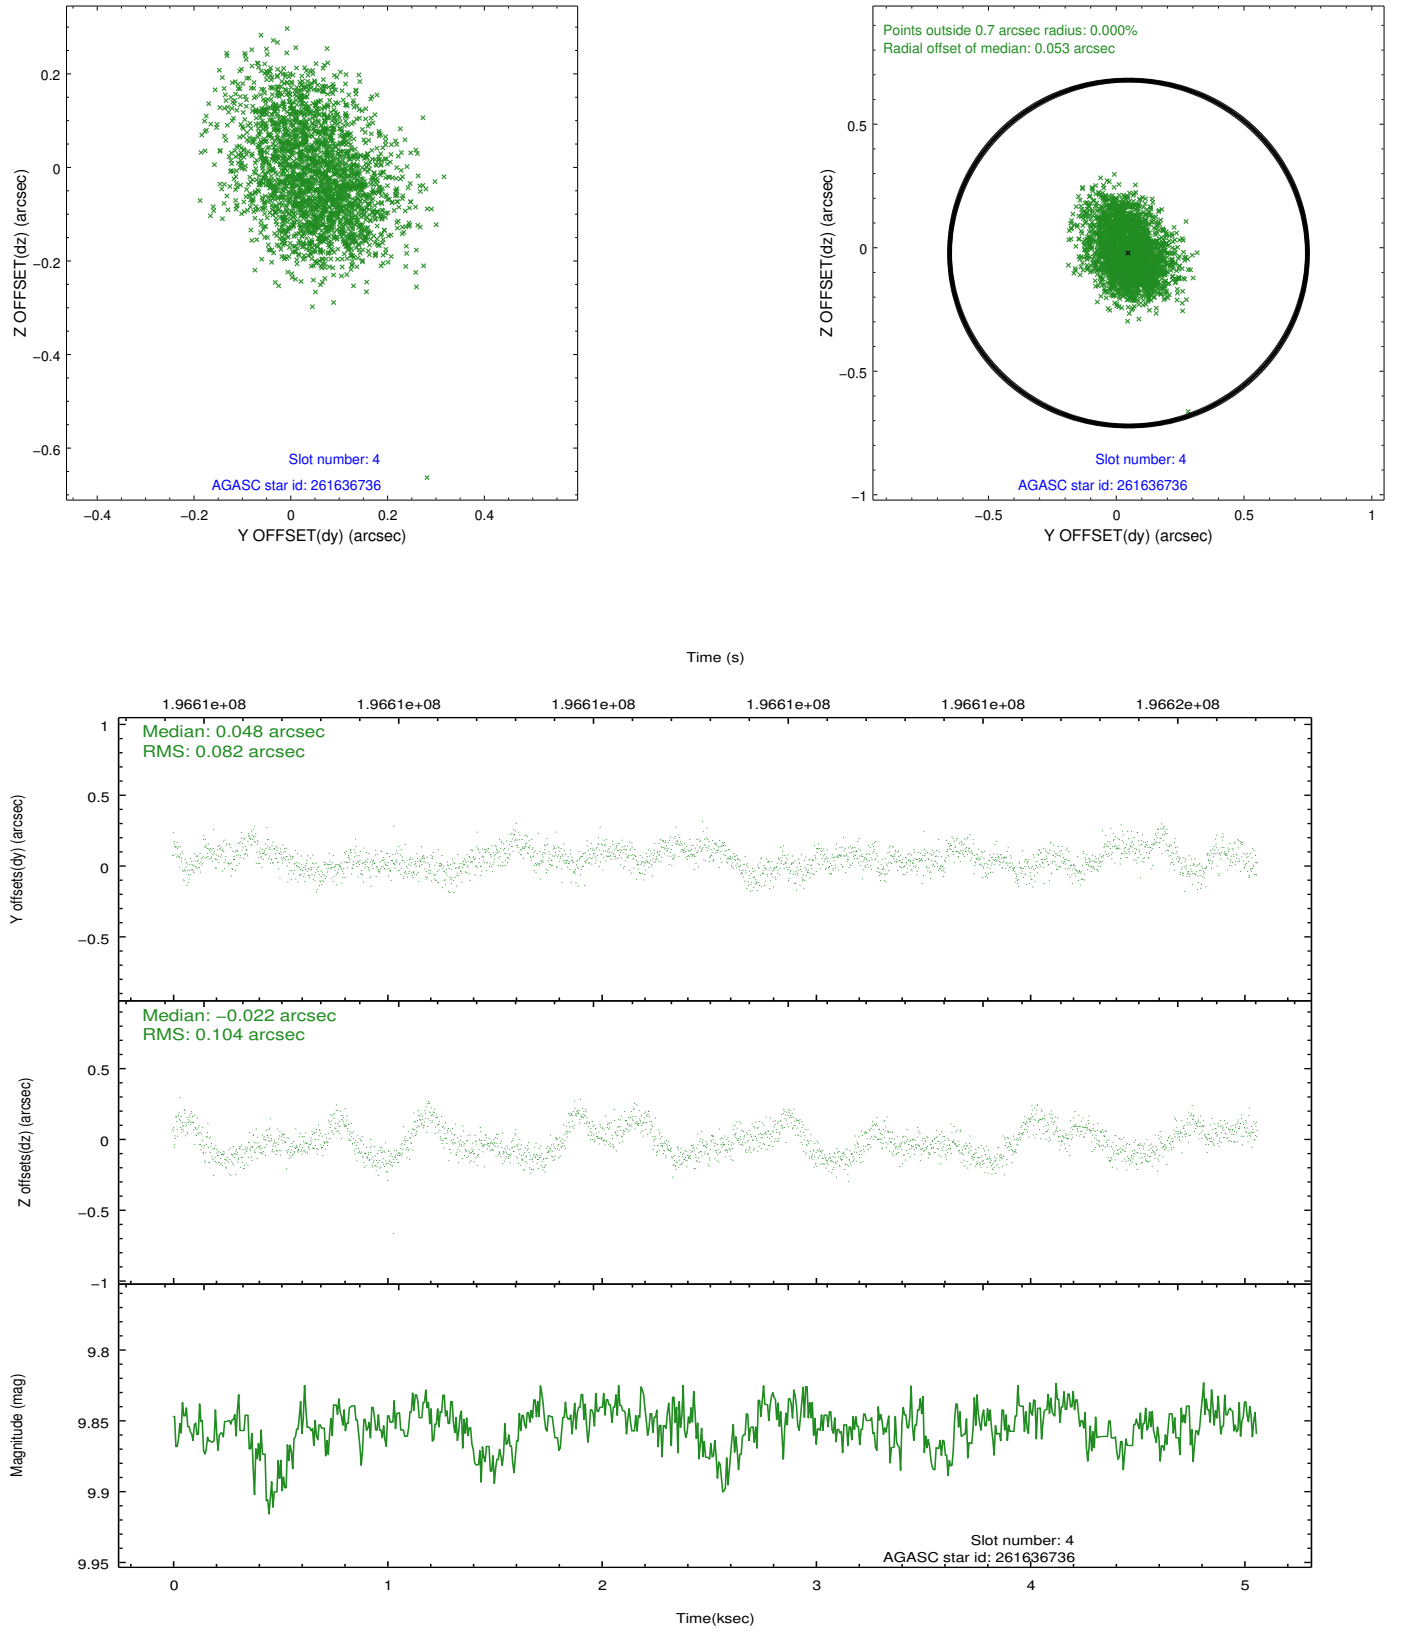 0.2
0
−0.2
−0.4
−0.6
Z OFFSET(dz) (arcsec)
Slot number: 4
AGASC star id: 261636736
−0.4 −0.2 0 0.2 0.4
Y OFFSET(dy) (arcsec)
Points outside 0.7 arcsec radius: 0.000%
Radial offset of median: 0.053 arcsec
0.5
0
−0.5
−1
Z OFFSET(dz) (arcsec)
Slot number: 4
AGASC star id: 261636736
−0.5 0 0.5 1
Y OFFSET(dy) (arcsec)
Time (s)
1.9661e+08 1.9661e+08 1.9661e+08 1.9661e+08 1.9661e+08 1.9662e+08
Median: 0.048 arcsec
RMS: 0.082 arcsec
1
0.5
0
−0.5
Y offsets(dy) (arcsec)
Median: −0.022 arcsec
RMS: 0.104 arcsec
0.5
0
−0.5
−1
Z offsets(dz) (arcsec)
9.8
9.85
9.9
9.95
Magnitude (mag)
Slot number: 4
AGASC star id: 261636736
0 1 2 3 4 5
Time(ksec)